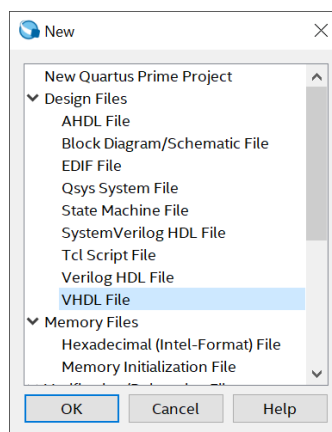 New
New Quartus Prime Project
Design Files
AHDL File
Block Diagram/Schematic File
EDIF File
Qsys System File
State Machine File
SystemVerilog HDL File
Tcl Script File
Verilog HDL File
VHDL File
Memory Files
Hexadecimal (Intel-Format) File
Memory Initialization File
OK Cancel Help